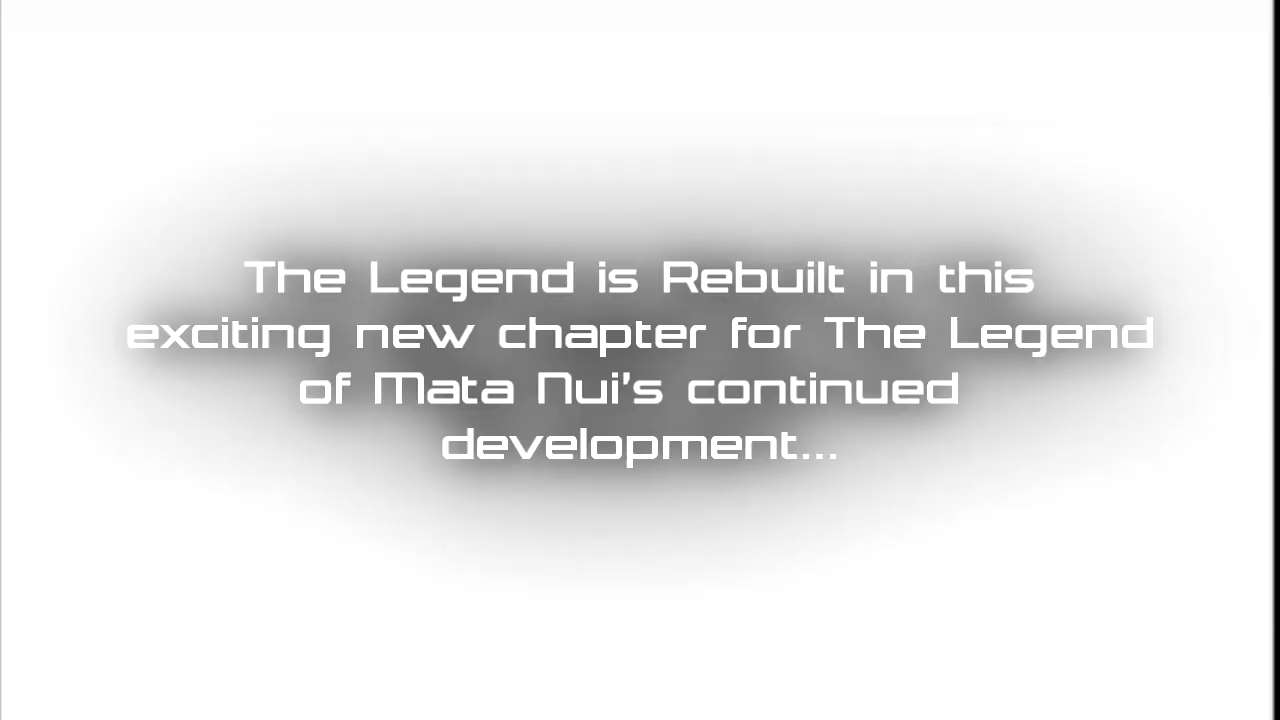 The Legend is Rebuilt in this
exciting new chapter for The Legend
of Mata Nui's continued
development...